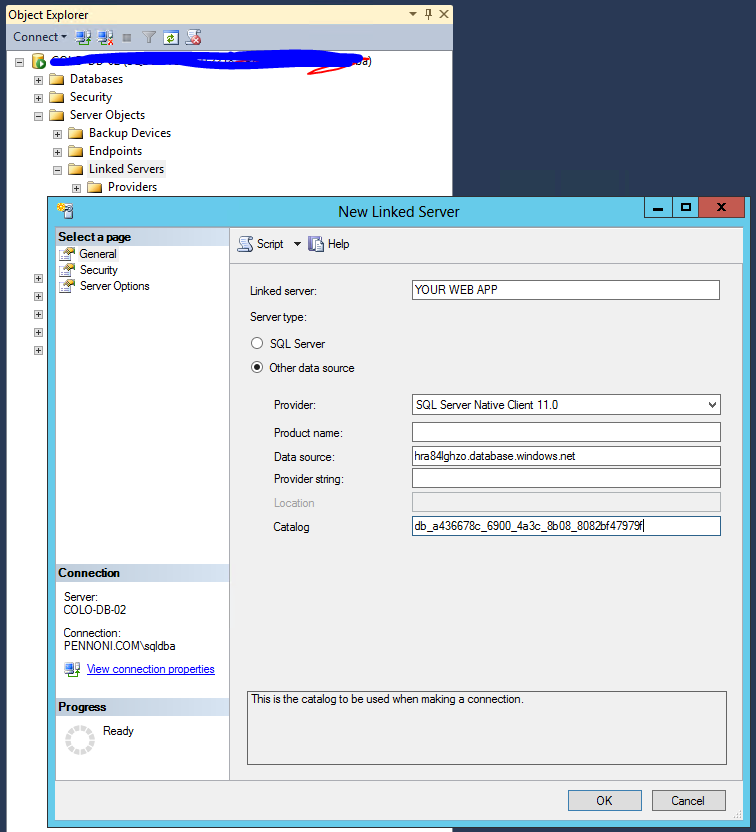 Object Explorer
Connect
Databases
Security
Server Objects
Backup Devices
Endpoints
Linked Servers
Providers
New Linked Server
Select a page
General
Security
Server Options
Script
Help
Linked server:
YOUR WEB APP
Server type:
SQL Server
Other data source
Provider:
SQL Server Native Client 11.0
Product name:
Data source:
hra84lghzo.database.windows.net
Provider string:
Location
Catalog
db_a436678c_6900_4a3c_8b08_8082bf47979f
Connection
Server:
COLO-DB-02
Connection:
PENNONI.COM\sqldba
View connection properties
Progress
Ready
This is the catalog to be used when making a connection.
OK
Cancel